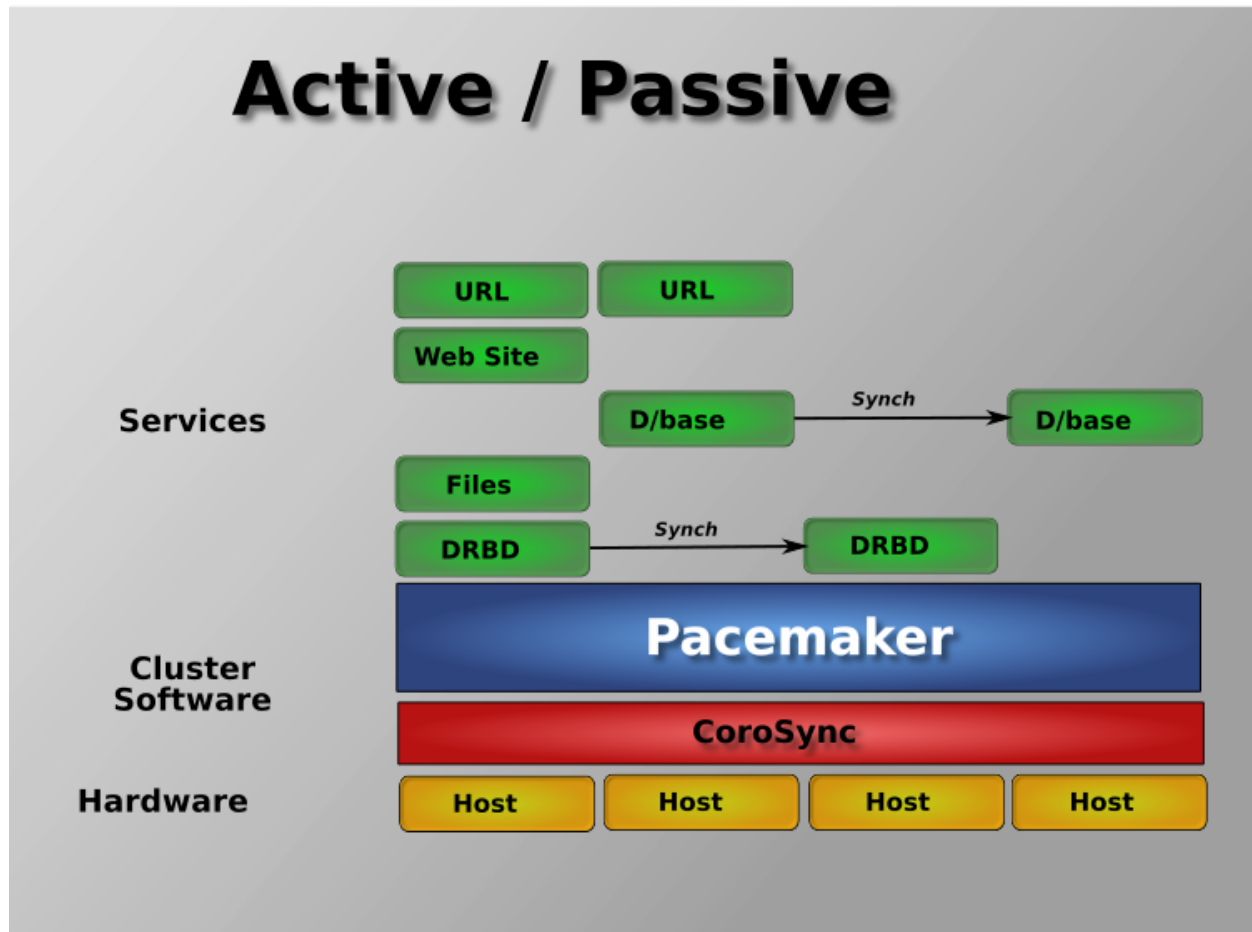 Active / Passive
URL URL
Web Site
Services
D/base Synch D/base
Files
DRBD Synch DRBD
Pacemaker
Cluster
Software
CoroSync
Hardware
Host Host Host Host